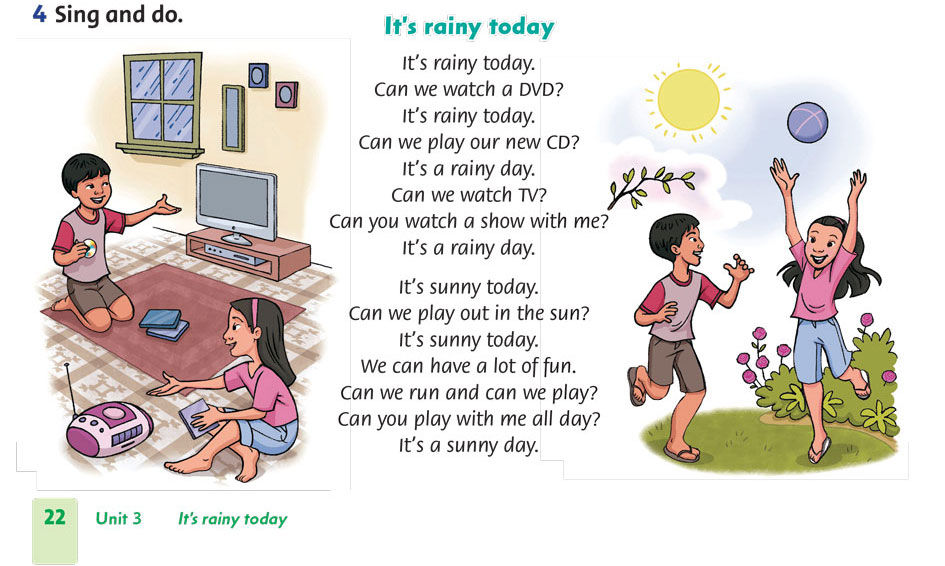 4 Sing and do.
It's rainy today
It's rainy today.
Can we watch a DVD?
It's rainy today.
Can we play our new CD?
It's a rainy day.
Can we watch TV?
Can you watch a show with me?
It's a rainy day.
It's sunny today.
Can we play out in the sun?
It's sunny today.
We can have a lot of fun.
Can we run and can we play?
Can you play with me all day?
It's a sunny day.
22 Unit 3 It's rainy today